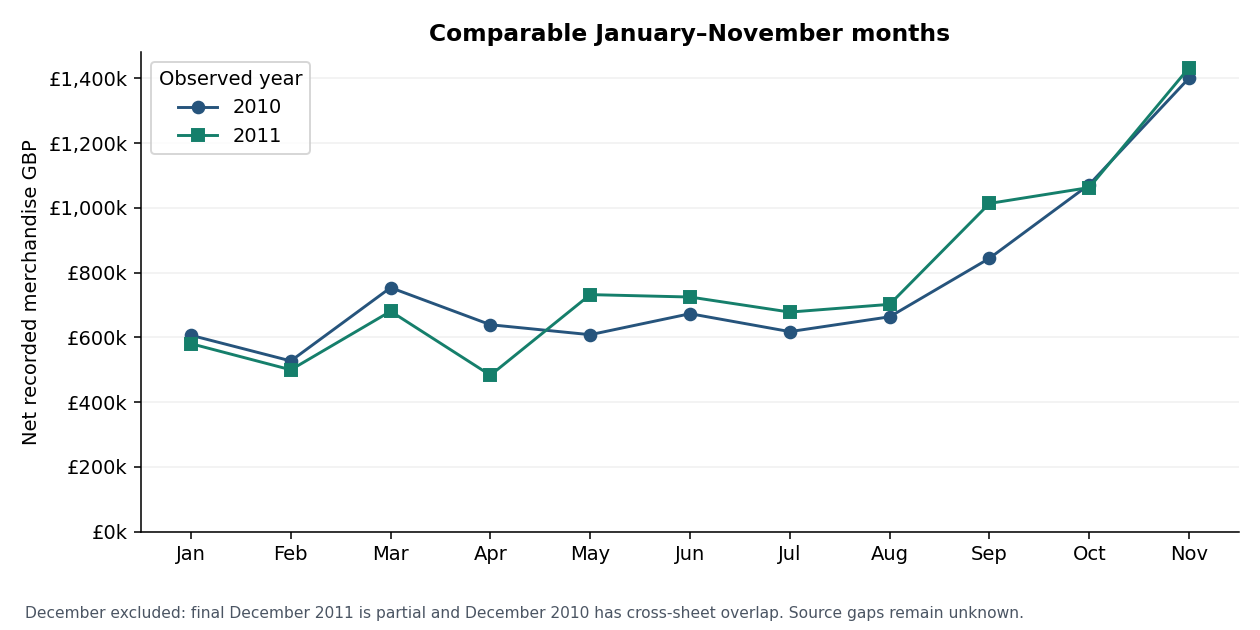 Comparable January–November months
Net recorded merchandise GBP
£1,400k
£1,200k
£1,000k
£800k
£600k
£400k
£200k
£0k
Observed year
2010
2011
Jan Feb Mar Apr May Jun Jul Aug Sep Oct Nov
December excluded: final December 2011 is partial and December 2010 has cross-sheet overlap. Source gaps remain unknown.